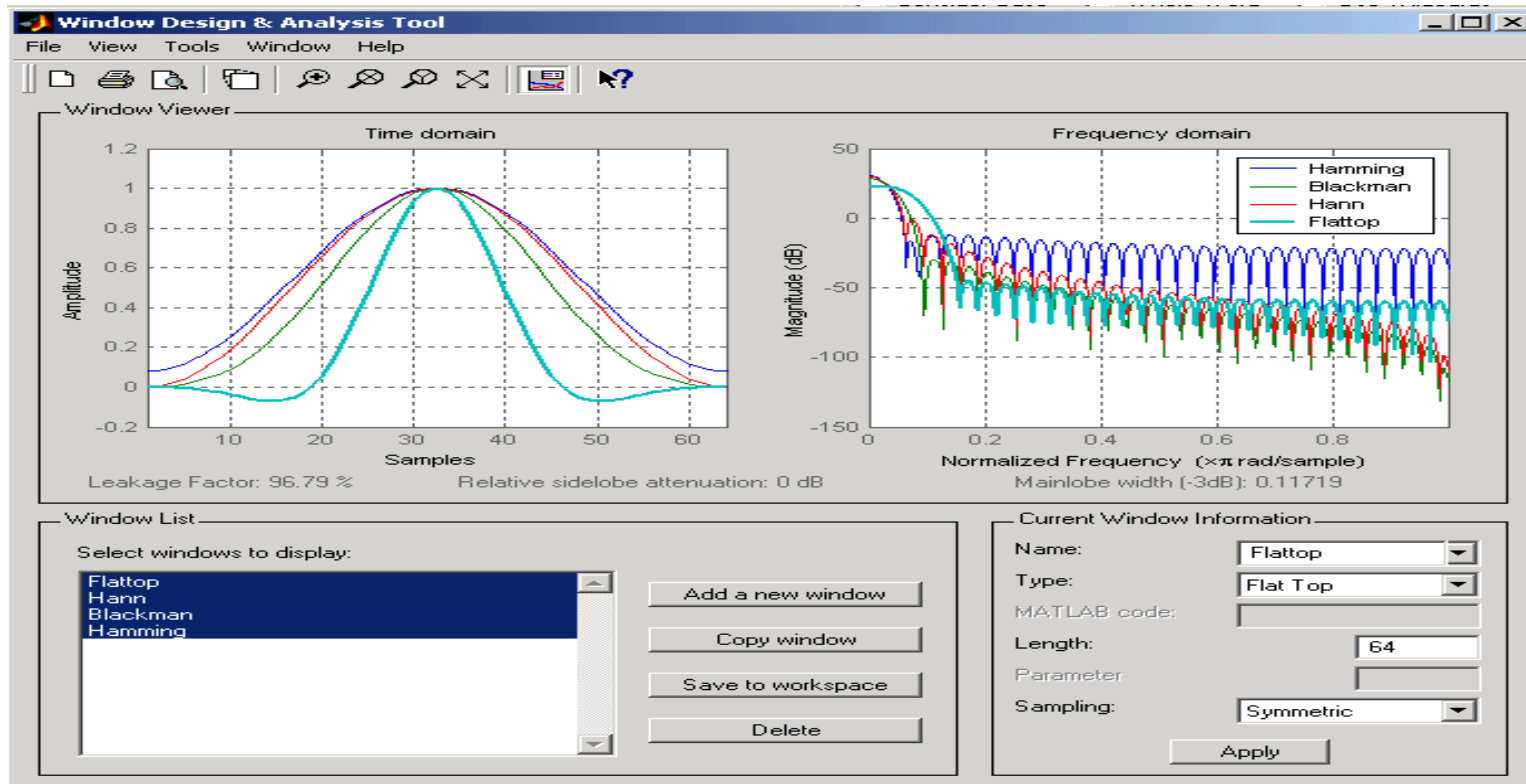 Window Design & Analysis Tool
File View Tools Window Help
Window Viewer
Time domain
1.2
1
0.8
0.6
0.4
0.2
0
-0.2
Amplitude
10 20 30 40 50 60
Samples
Frequency domain
50
0
-50
-100
-150
Magnitude (dB)
Hamming
Blackman
Hann
Flattop
0 0.2 0.4 0.6 0.8
Normalized Frequency (×π rad/sample)
Leakage Factor: 96.79 % Relative sidelobe attenuation: 0 dB Mainlobe width (-3dB): 0.11719
Window List
Select windows to display:
Flattop
Hann
Blackman
Hamming
Add a new window
Copy window
Save to workspace
Delete
Current Window Information
Name: Flattop
Type: Flat Top
MATLAB code:
Length: 64
Parameter
Sampling: Symmetric
Apply